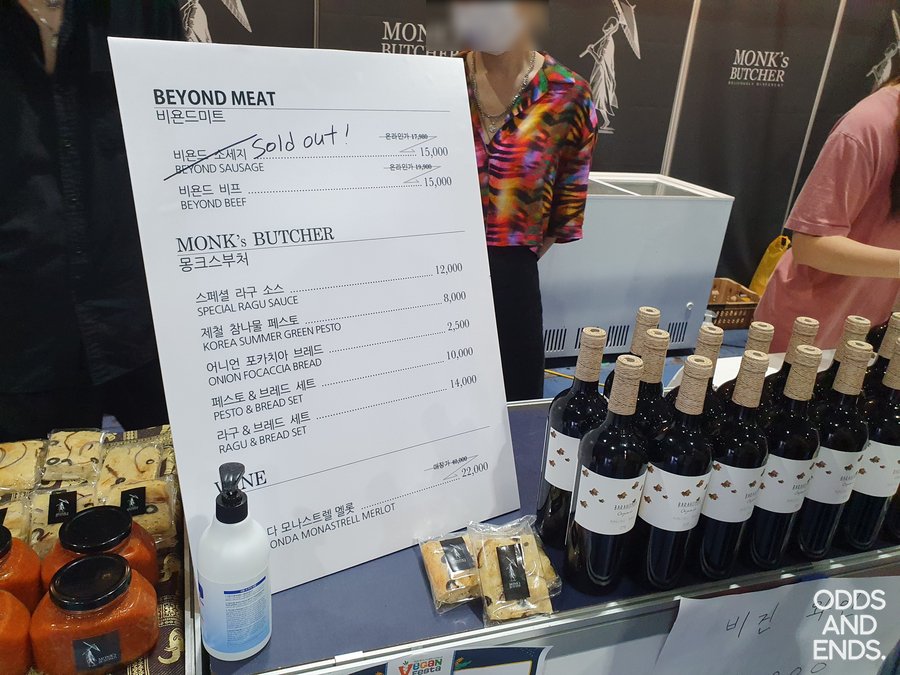 MONK's
BUTCHER
MONK's
BUTCHER
BEYOND MEAT
비욘드미트
Sold out!
온라인가 17,900
비욘드 소세지 15,000
BEYOND SAUSAGE
온라인가 19,900
비욘드 비프 15,000
BEYOND BEEF
MONK's BUTCHER
몽크스부처
스페셜 라구 소스 12,000
SPECIAL RAGU SAUCE
제철 참나물 페스토 8,000
KOREA SUMMER GREEN PESTO
어니언 포카치아 브레드 2,500
ONION FOCACCIA BREAD
페스토 & 브레드 세트 10,000
PESTO & BREAD SET
라구 & 브레드 세트 14,000
RAGU & BREAD SET
WINE
매장가 40,000
다 모나스트렐 멜롯 22,000
ONDA MONASTRELL MERLOT
MONK's
VEGAN
Festa
비진
ODDS
AND
ENDS.